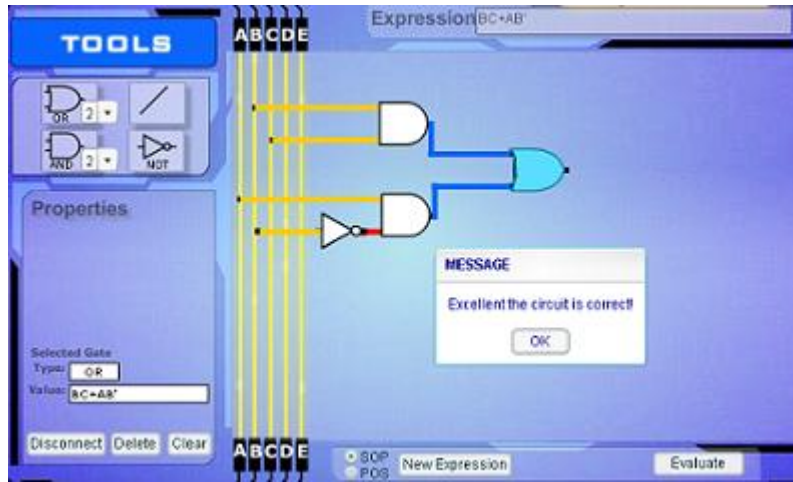 TOOLS
ABCDE
Expression BC+AB'
OR 2
AND 2 NOT
Properties
MESSAGE
Excellent the circuit is correct!
OK
Selected Gate
Type: OR
Value: BC+AB'
Disconnect Delete Clear
ABCDE
SOP
POS
New Expression
Evaluate